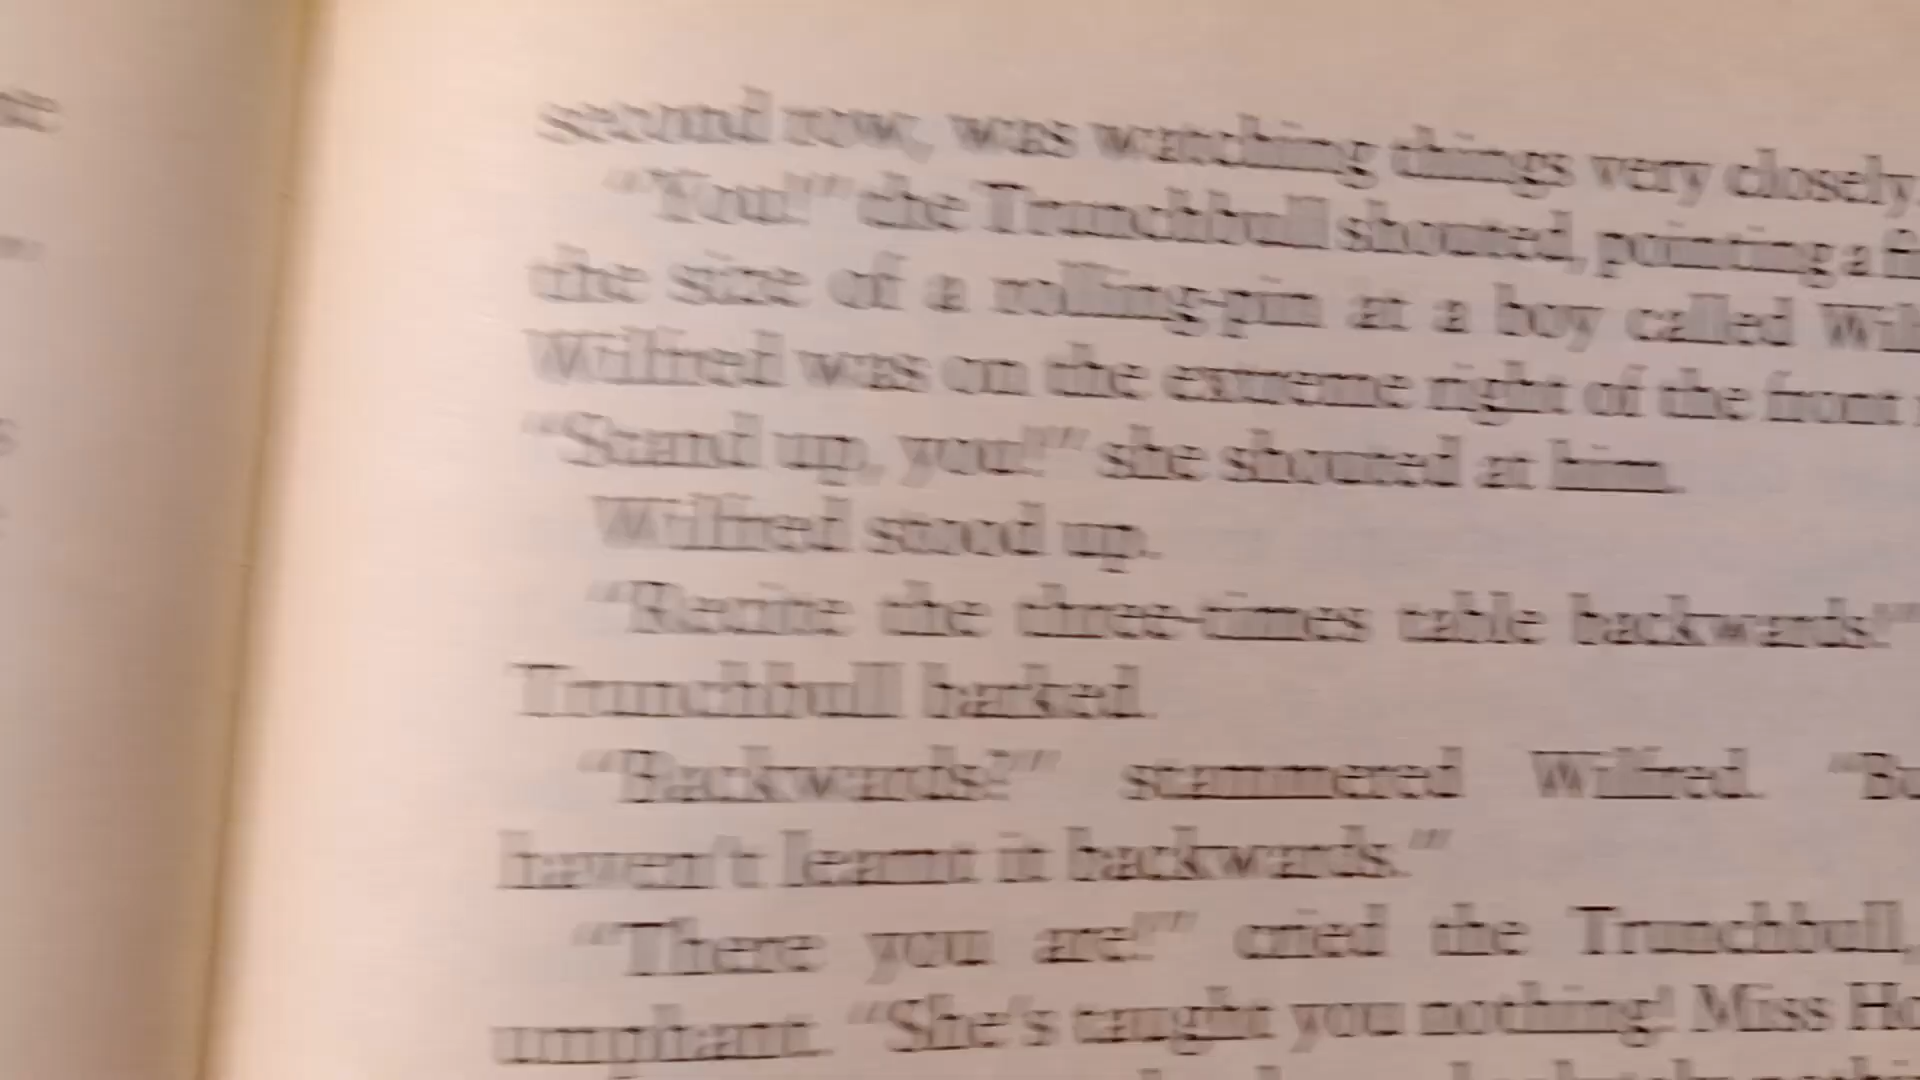 second row, was watching things very closely.
“You!” the Trunchbull shouted, pointing a
the size of a rolling-pin at a boy called
Wilfred was on the extreme right of the front
“Stand up, you!” she shouted at him.
Wilfred stood up.
“Recite the three-times table backwards!”
Trunchbull barked.
“Backwards?” stammered Wilfred.
haven't learnt it backwards.”
“There you are!” cried the Trunchbull,
umphant. “She's taught you nothing! Miss